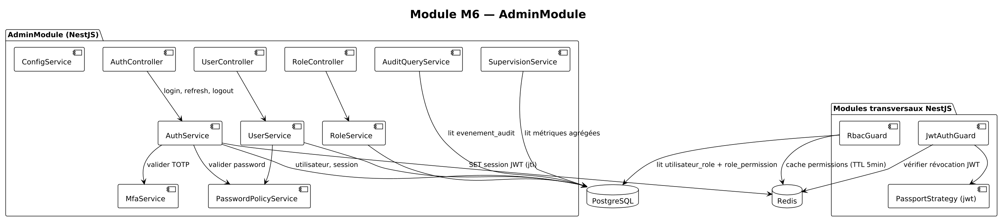 Module M6 — AdminModule
AdminModule (NestJS)
ConfigService
AuthController
UserController
RoleController
AuditQueryService
SupervisionService
login, refresh, logout
Modules transversaux NestJS
AuthService
UserService
RoleService
lit evenement_audit
lit métriques agrégées
RbacGuard
JwtAuthGuard
valider TOTP
valider password
utilisateur, session
SET session JWT (jti)
lit utilisateur_role + role_permission
cache permissions (TTL 5min)
vérifier révocation JWT
MfaService
PasswordPolicyService
PostgreSQL
Redis
PassportStrategy (jwt)